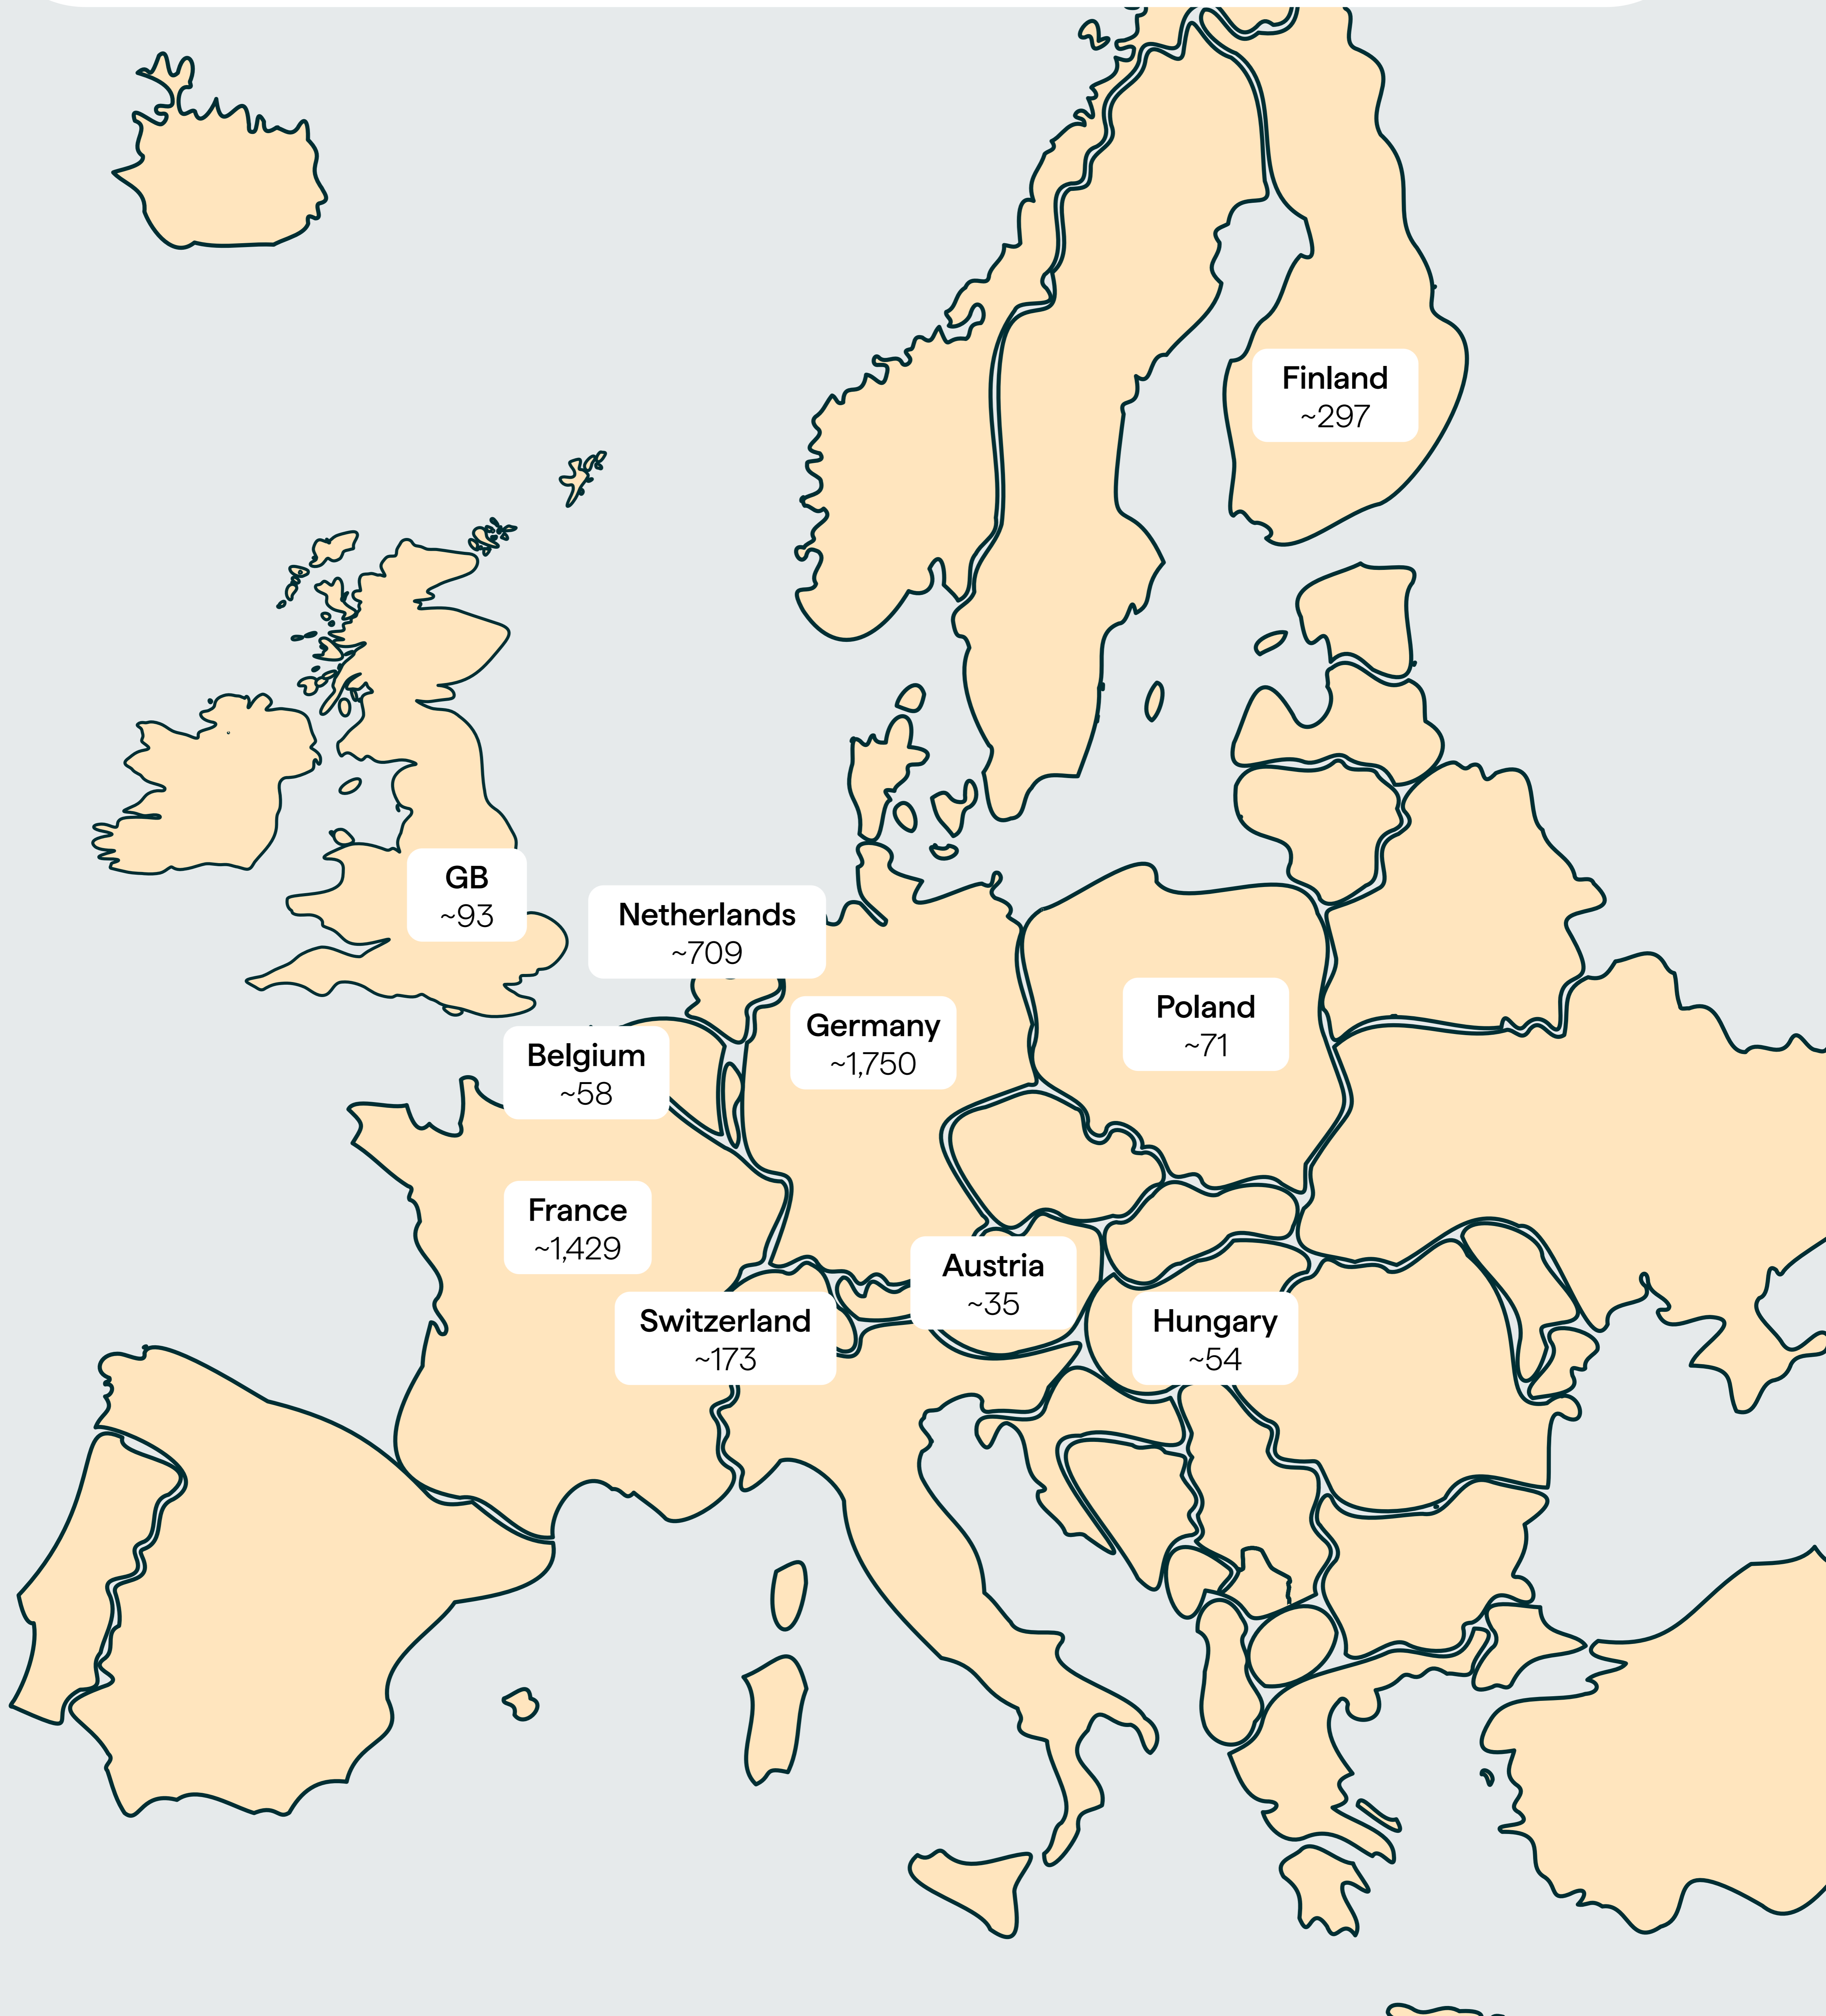 Finland
~297
GB
~93
Netherlands
~709
Germany
~1,750
Poland
~71
Belgium
~58
France
~1,429
Austria
~35
Switzerland
~173
Hungary
~54